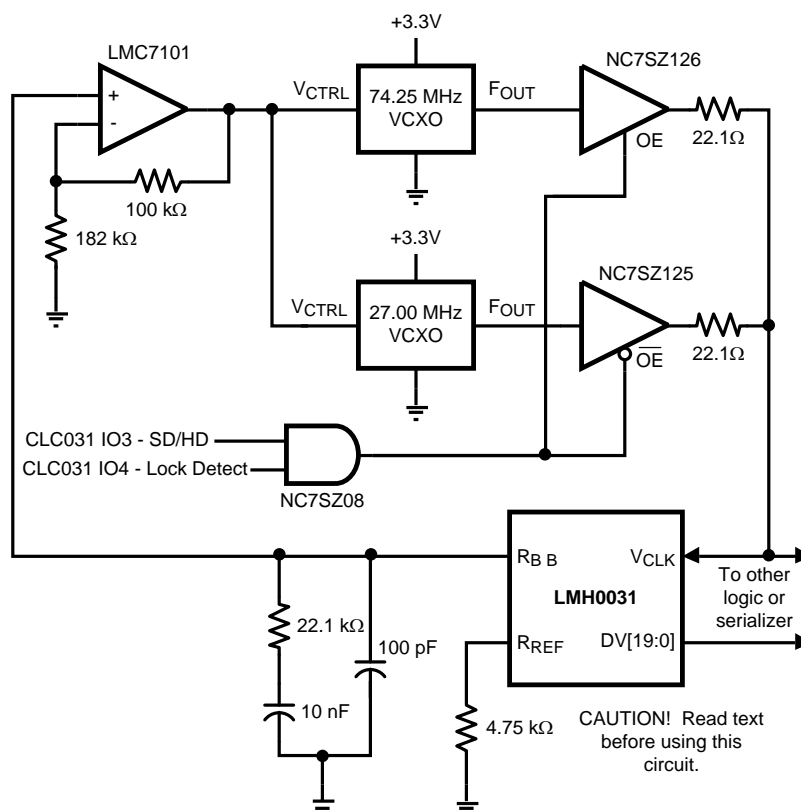 +3.3V
LMC7101
NC7SZ126
+
-
VCTRL
74.25 MHz
VCXO
FOUT
OE
22.1Ω
100 kΩ
182 kΩ
+3.3V
NC7SZ125
VCTRL
27.00 MHz
VCXO
FOUT
OE
22.1Ω
CLC031 IO3 - SD/HD
CLC031 IO4 - Lock Detect
NC7SZ08
RB B
VCLK
LMH0031
To other
logic or
serializer
22.1 kΩ
100 pF
RREF
DV[19:0]
10 nF
4.75 kΩ
CAUTION! Read text
before using this
circuit.